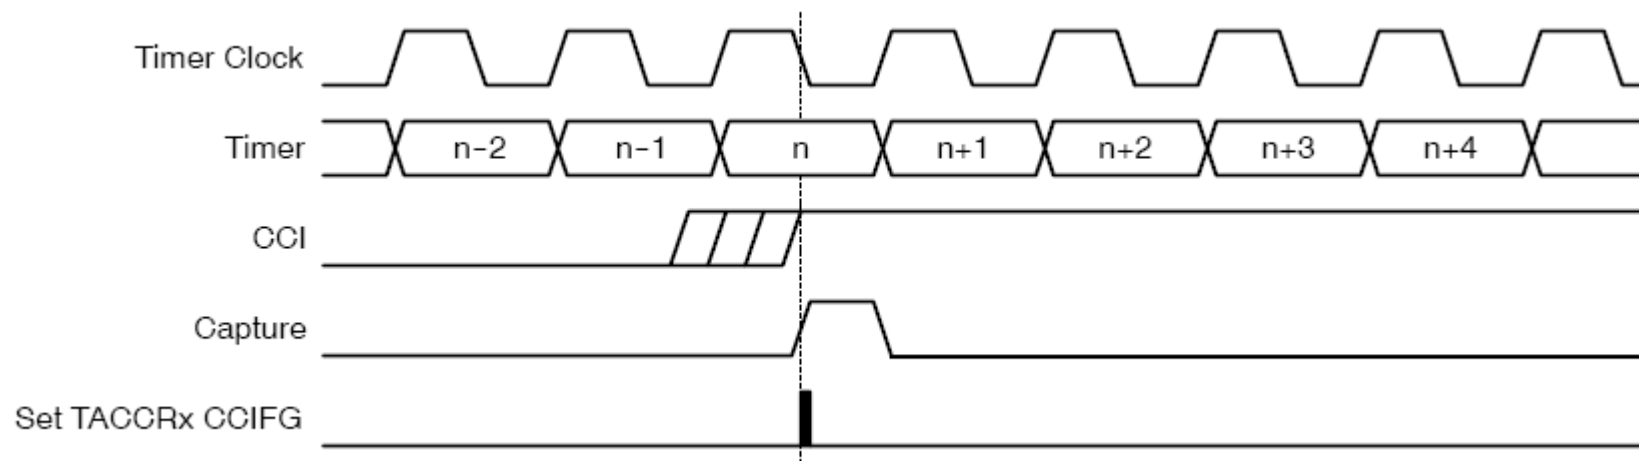 Timer Clock
Timer n–2 n–1 n n+1 n+2 n+3 n+4
CCI
Capture
Set TACCRx CCIFG